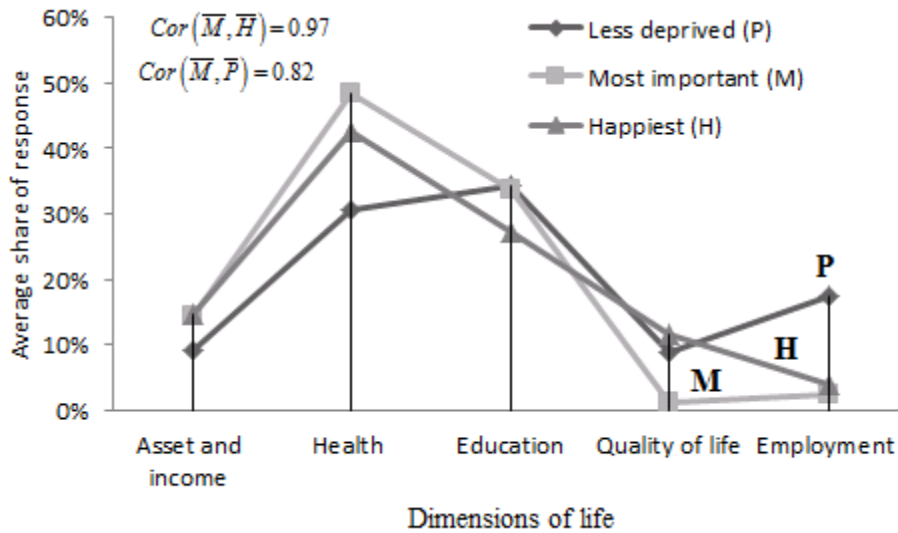 60%
50%
40%
30%
20%
10%
0%
Average share of response
Cor(M̅, H̅)=0.97
Cor(M̅, P̅)=0.82
Less deprived (P)
Most important (M)
Happiest (H)
P
H
M
Asset and
income
Health
Education
Quality of life
Employment
Dimensions of life